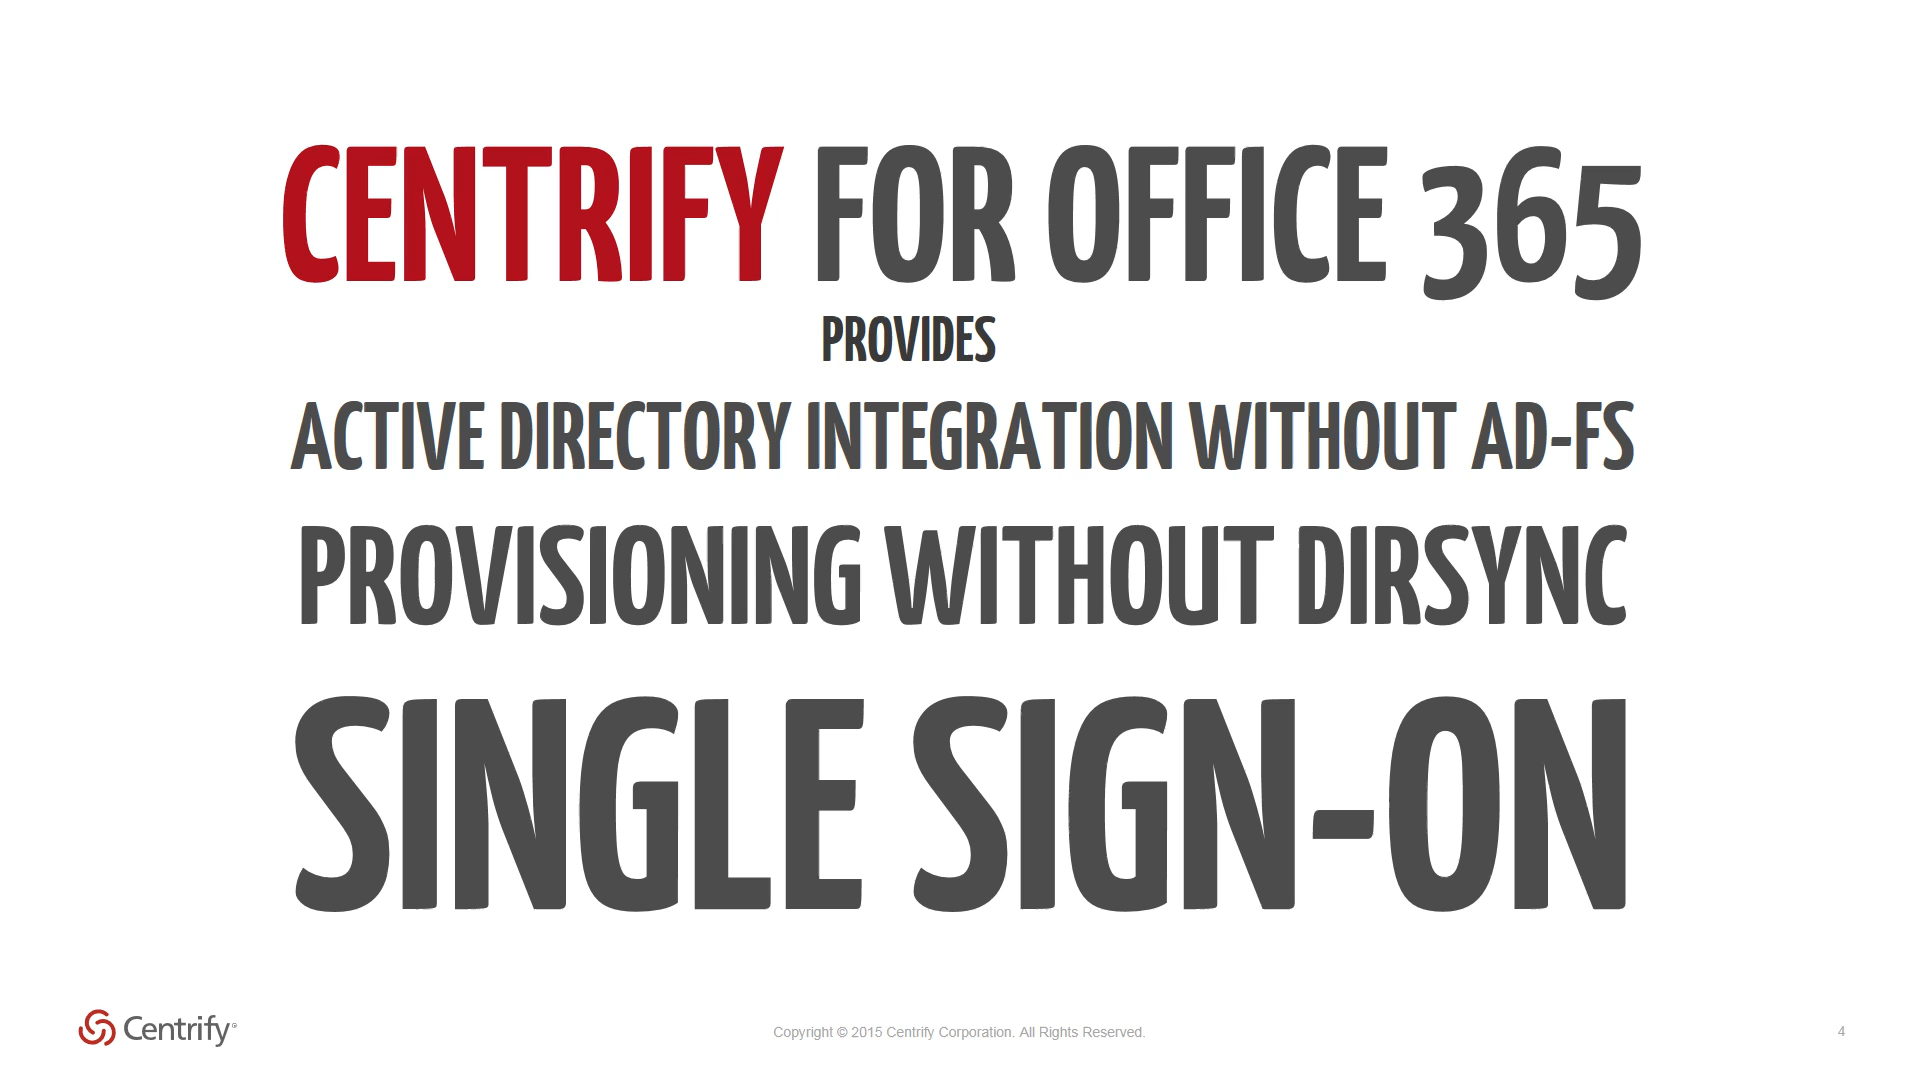 CENTRIFY FOR OFFICE 365
PROVIDES
ACTIVE DIRECTORY INTEGRATION WITHOUT AD-FS
PROVISIONING WITHOUT DIRSYNC
SINGLE SIGN-ON
Centrify®
Copyright © 2015 Centrify Corporation. All Rights Reserved.
4